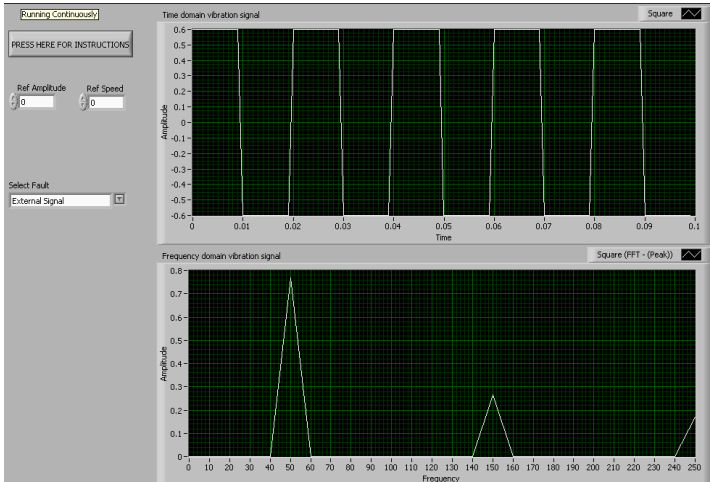 Running Continuously
PRESS HERE FOR INSTRUCTIONS
Ref Amplitude Ref Speed
0 0
Select Fault
External Signal
Time domain vibration signal Square
Amplitude
0.6
0.5
0.4
0.3
0.2
0.1
0
-0.1
-0.2
-0.3
-0.4
-0.5
-0.6
0 0.01 0.02 0.03 0.04 0.05 0.06 0.07 0.08 0.09 0.1
Time
Frequency domain vibration signal Square (FFT - (Peak))
Amplitude
0.8
0.7
0.6
0.5
0.4
0.3
0.2
0.1
0
0 10 20 30 40 50 60 70 80 90 100 110 120 130 140 150 160 170 180 190 200 210 220 230 240 250
Frequency